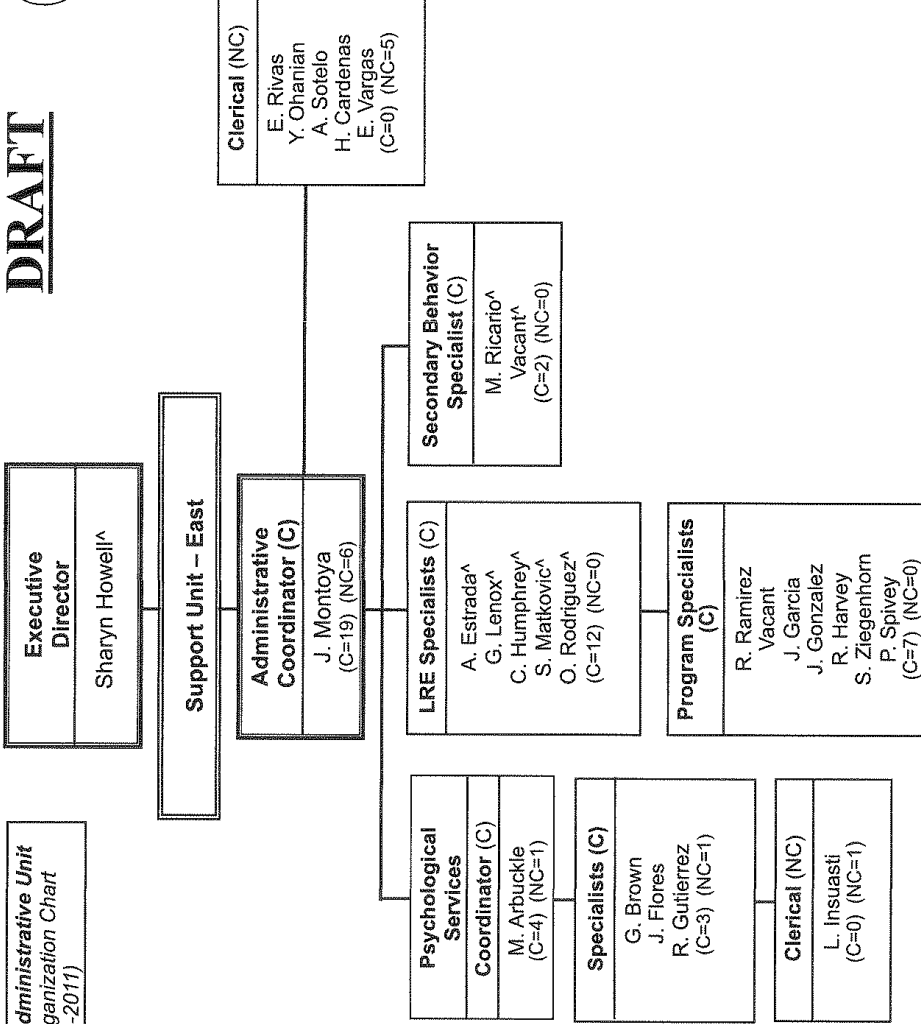 dministrative Unit
ganization Chart
-2011)
DRAFT
Executive
Director
Sharyn Howell^
Support Unit – East
Administrative
Coordinator (C)
J. Montoya
(C=19) (NC=6)
Clerical (NC)
E. Rivas
Y. Ohanian
A. Sotelo
H. Cardenas
E. Vargas
(C=0) (NC=5)
Psychological
Services
Coordinator (C)
M. Arbuckle
(C=4) (NC=1)
Specialists (C)
G. Brown
J. Flores
R. Gutierrez
(C=3) (NC=1)
Clerical (NC)
L. Insuasti
(C=0) (NC=1)
LRE Specialists (C)
A. Estrada^
G. Lenox^
C. Humphrey^
S. Matkovic^
O. Rodriguez^
(C=12) (NC=0)
Program Specialists
(C)
R. Ramirez
Vacant
J. Garcia
J. Gonzalez
R. Harvey
S. Ziegenhorn
P. Spivey
(C=7) (NC=0)
Secondary Behavior
Specialist (C)
M. Ricario^
Vacant^
(C=2) (NC=0)